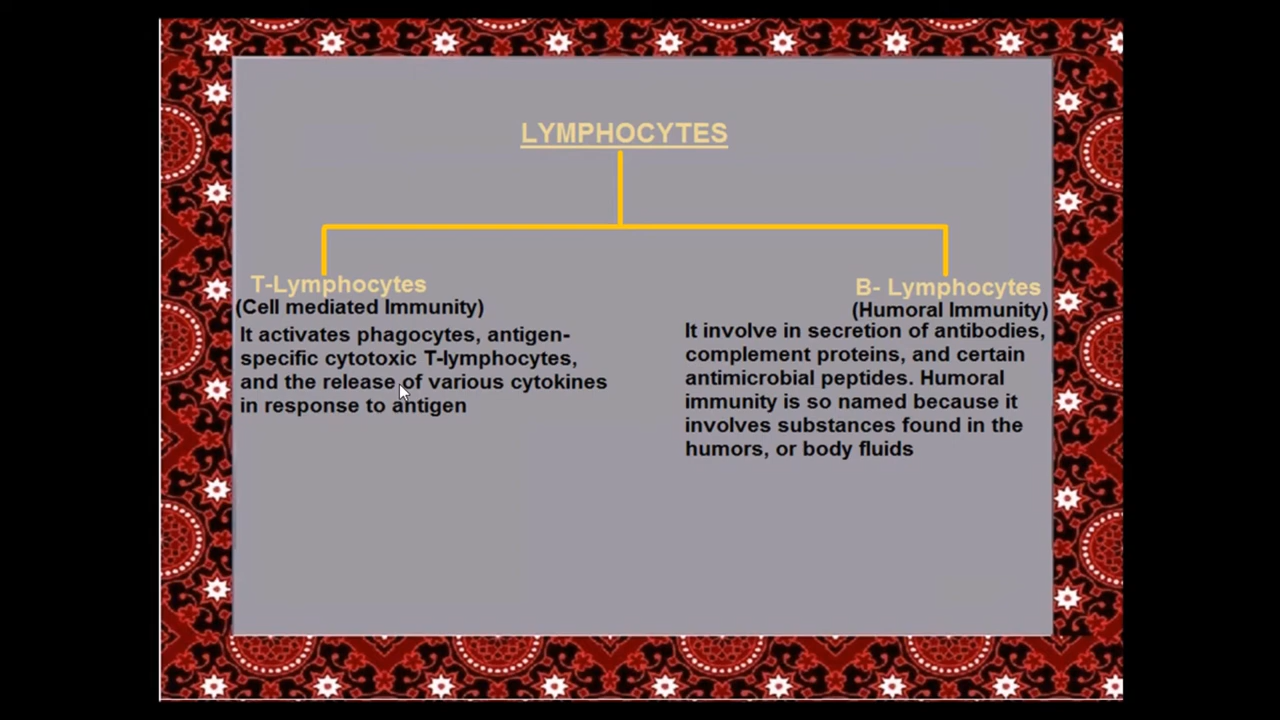 LYMPHOCYTES
T-Lymphocytes
(Cell mediated Immunity)
It activates phagocytes, antigen-
specific cytotoxic T-lymphocytes,
and the release of various cytokines
in response to antigen
B- Lymphocytes
(Humoral Immunity)
It involve in secretion of antibodies,
complement proteins, and certain
antimicrobial peptides. Humoral
immunity is so named because it
involves substances found in the
humors, or body fluids